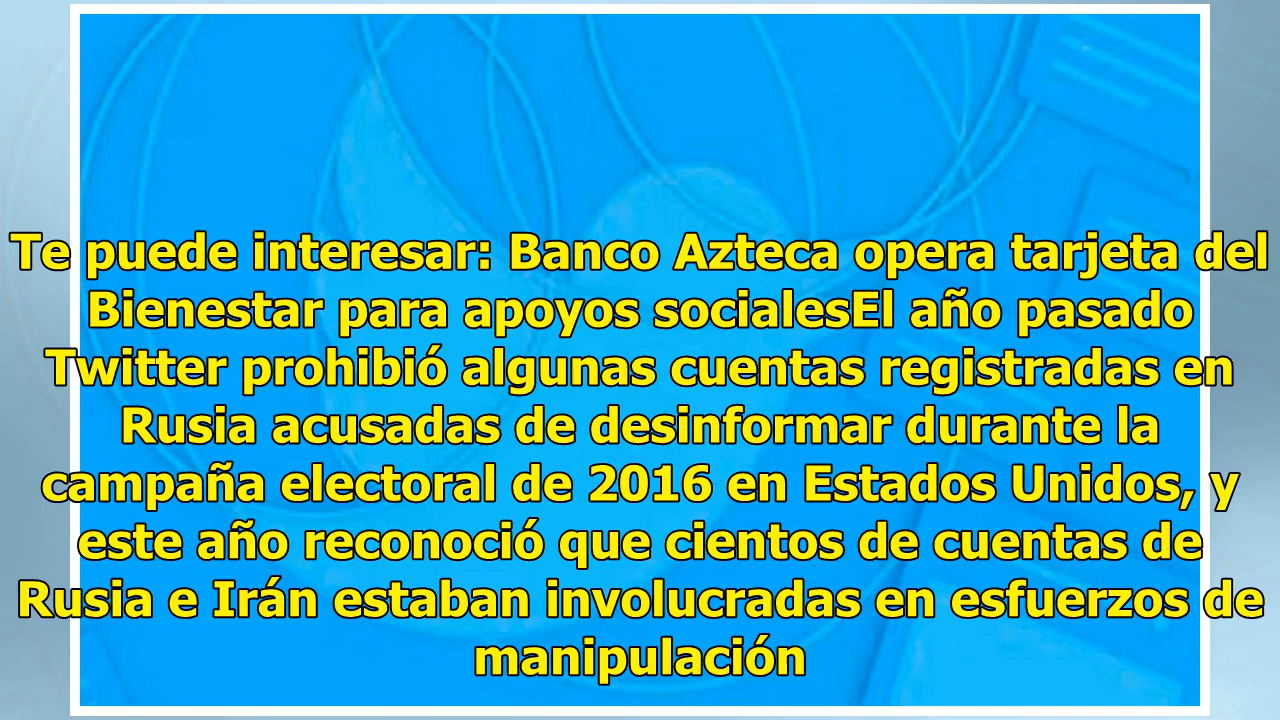 Te puede interesar: Banco Azteca opera tarjeta del
Bienestar para apoyos socialesEl año pasado
Twitter prohibió algunas cuentas registradas en
Rusia acusadas de desinformar durante la
campaña electoral de 2016 en Estados Unidos, y
este año reconoció que cientos de cuentas de
Rusia e Irán estaban involucradas en esfuerzos de
manipulación